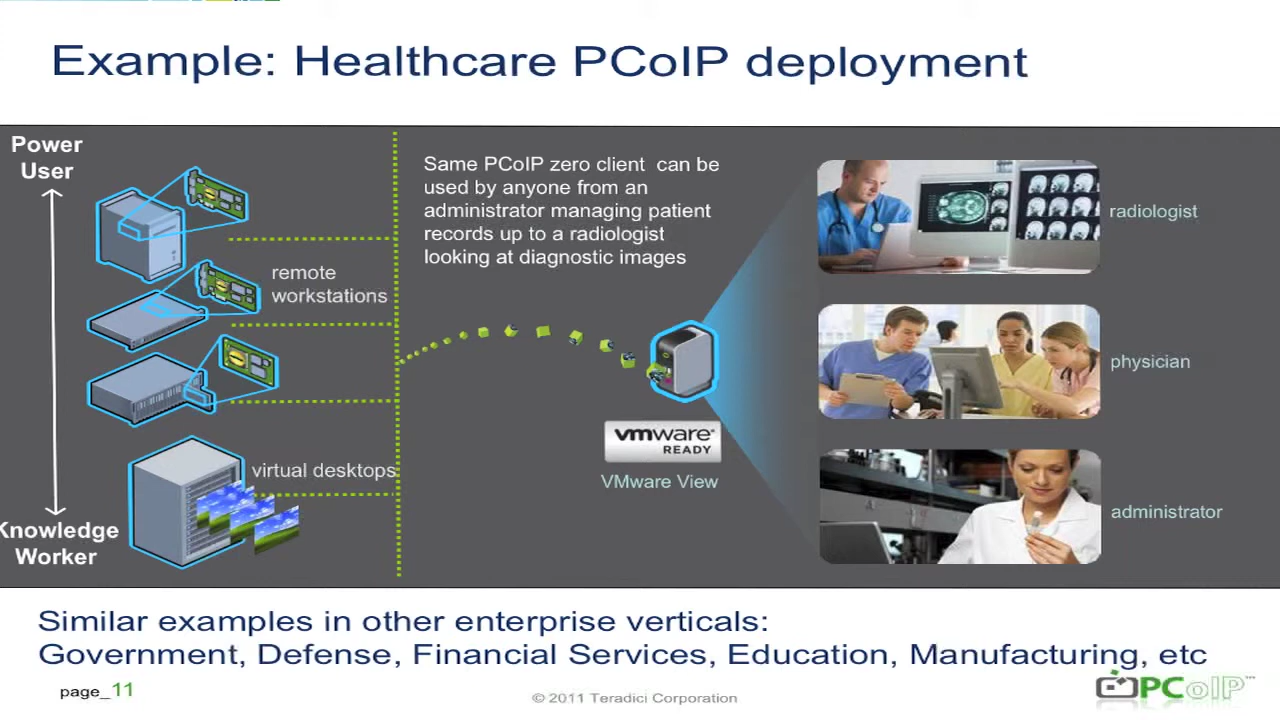 Example: Healthcare PCoIP deployment
Power
User
Same PCoIP zero client can be
used by anyone from an
administrator managing patient
records up to a radiologist
looking at diagnostic images
remote
workstations
virtual desktops
Knowledge
Worker
vmware®
READY
VMware View
radiologist
physician
administrator
Similar examples in other enterprise verticals:
Government, Defense, Financial Services, Education, Manufacturing, etc
page_11
© 2011 Teradici Corporation
PCoIP™